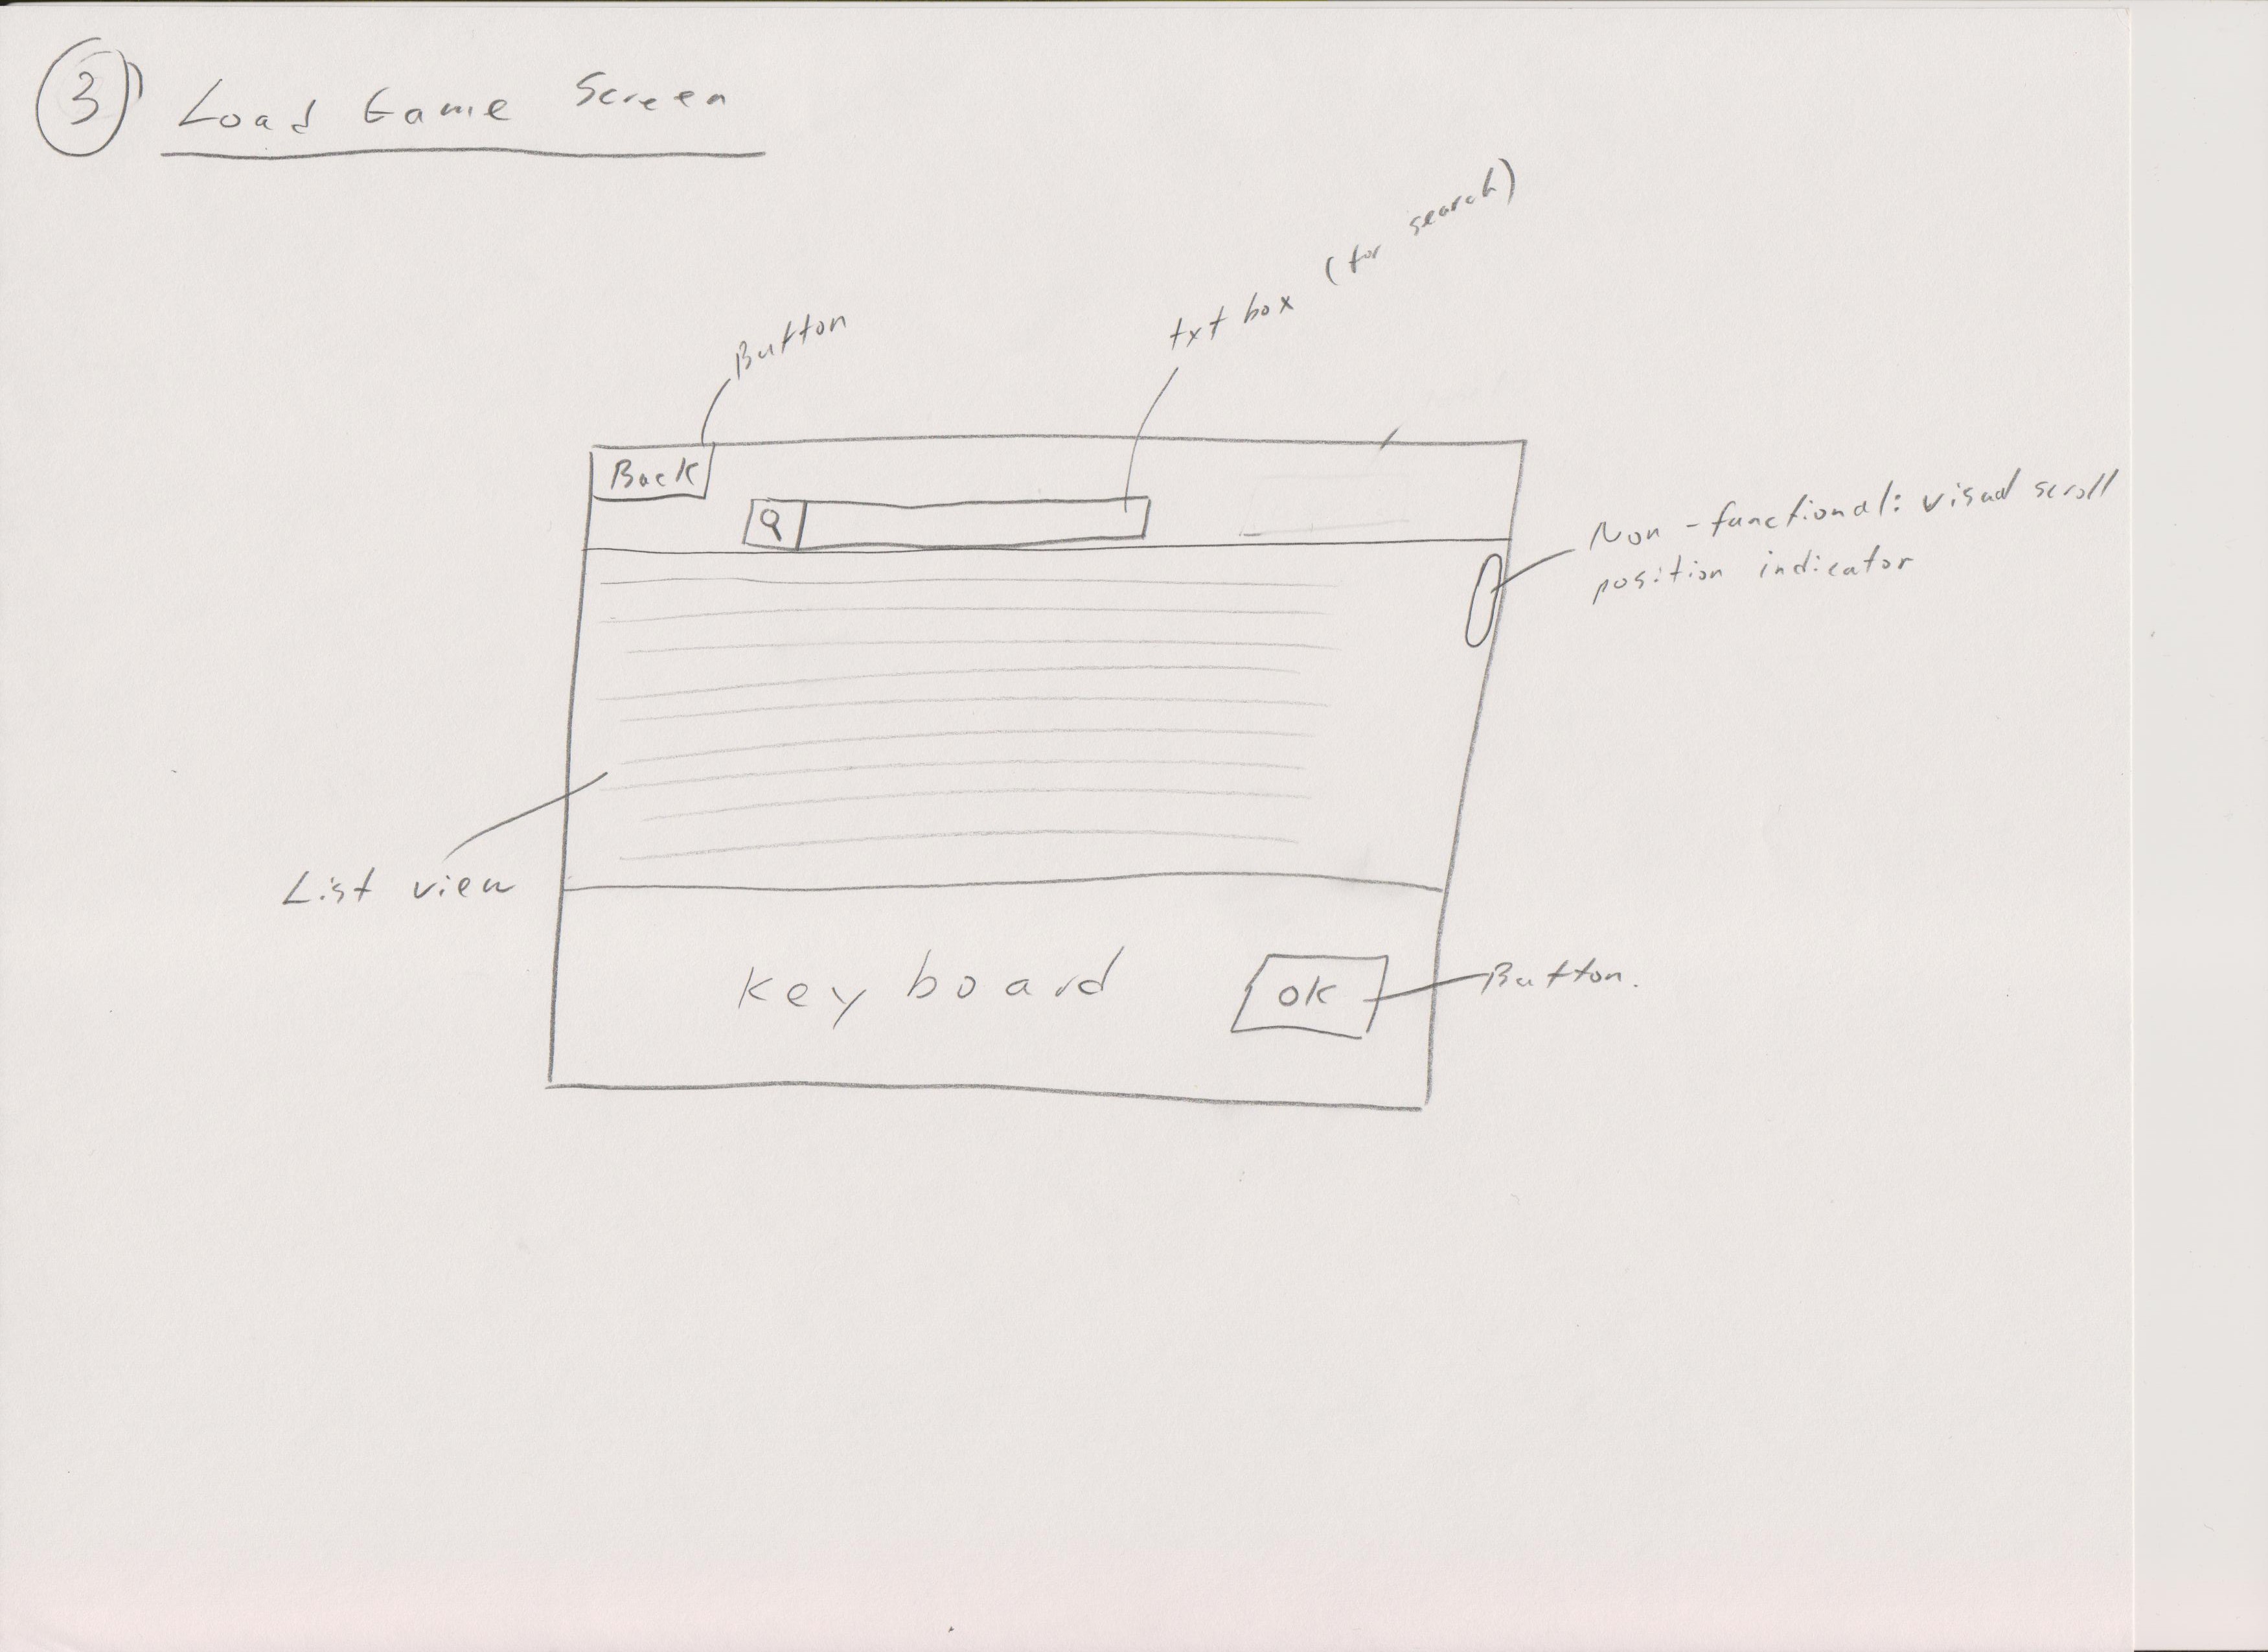 3) Load Game Screen
txt box (for search)
Button
Back
Non-functional: visual scroll
position indicator
List view
keyboard
OK
Button.